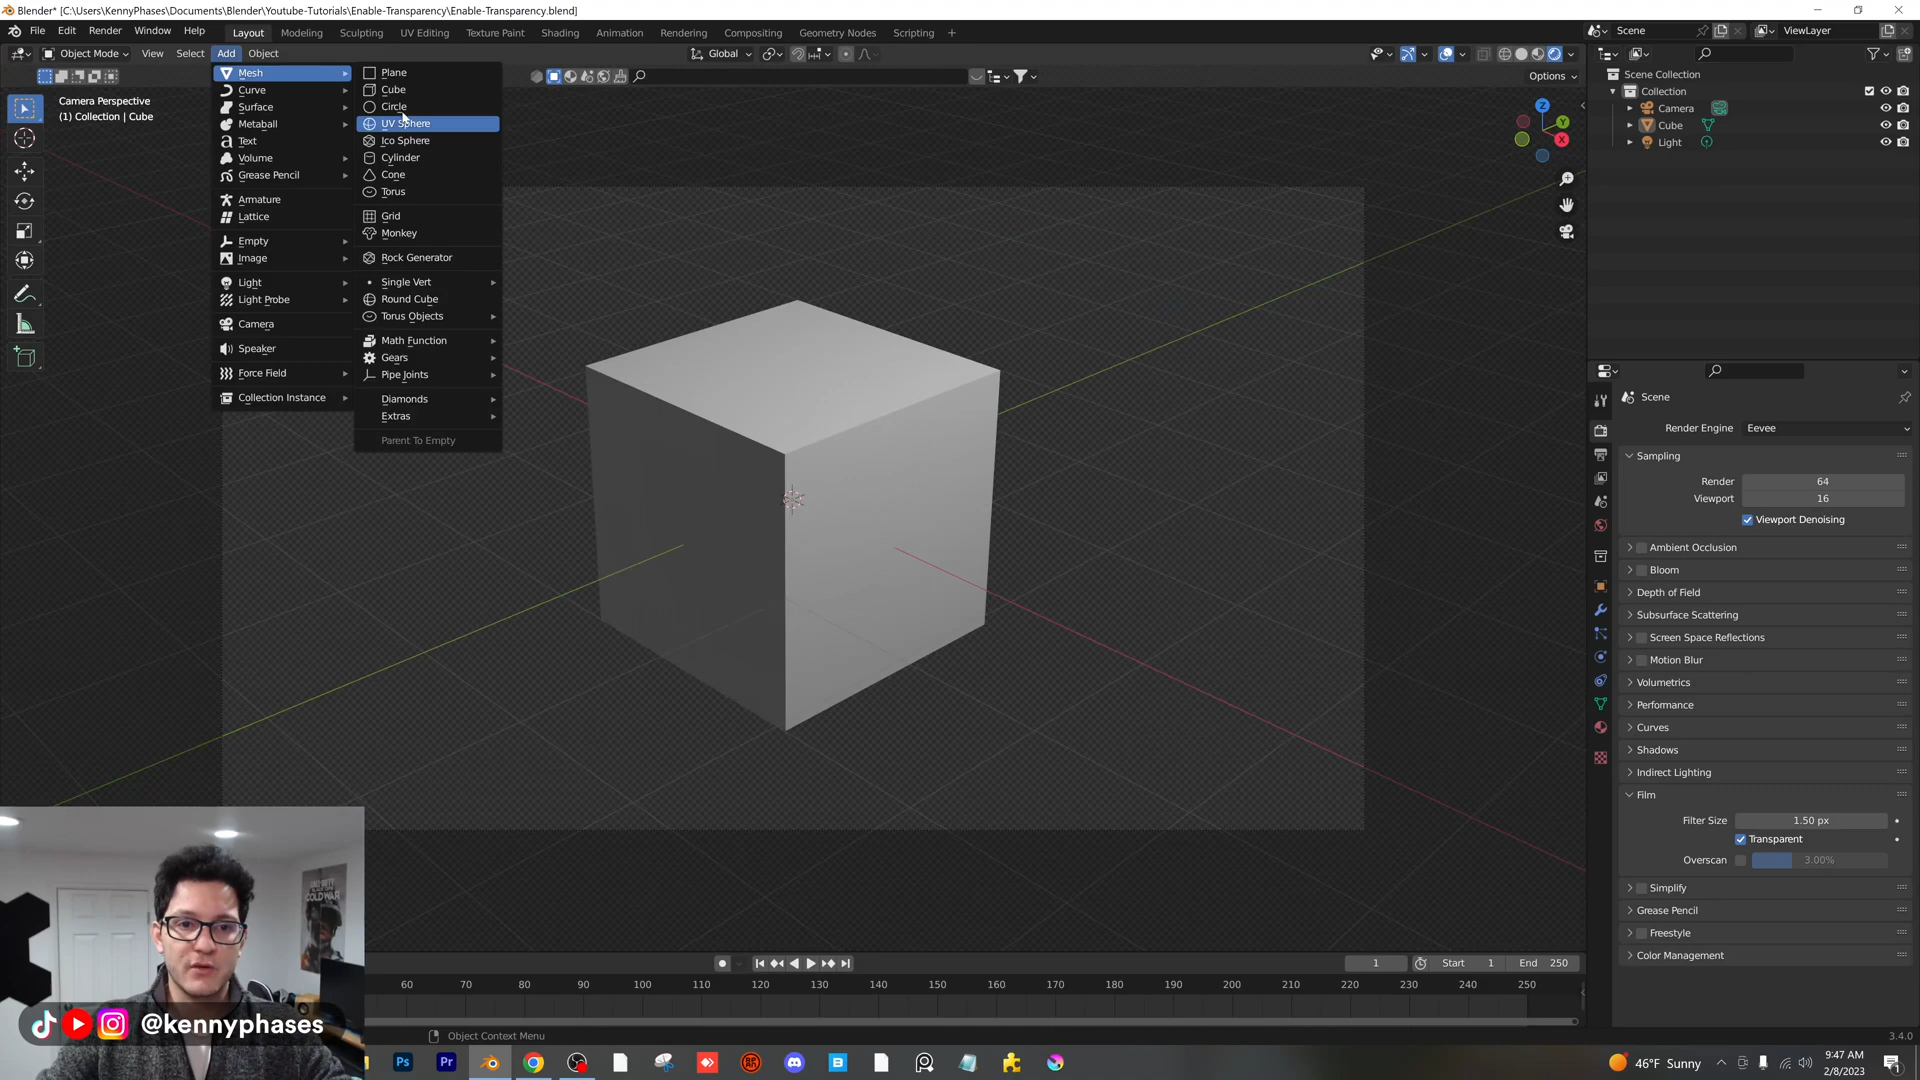 Blender* [C:\Users\KennyPhases\Documents\Blender\Youtube-Tutorials\Enable-Transparency\Enable-Transparency.blend]
File Edit Render Window Help Layout Modeling Sculpting UV Editing Texture Paint Shading Animation Rendering Compositing Geometry Nodes Scripting + Scene ViewLayer
Object Mode View Select Add Object Global
Options
Camera Perspective
(1) Collection | Cube
Mesh
Curve
Surface
Metaball
Text
Volume
Grease Pencil
Armature
Lattice
Empty
Image
Light
Light Probe
Camera
Speaker
Force Field
Collection Instance
Plane
Cube
Circle
UV Sphere
Ico Sphere
Cylinder
Cone
Torus
Grid
Monkey
Rock Generator
Single Vert
Round Cube
Torus Objects
Math Function
Gears
Pipe Joints
Diamonds
Extras
Parent To Empty
Z
Y
X
Scene Collection
Collection
Camera
Cube
Light
Scene
Render Engine Eevee
Sampling
Render 64
Viewport 16
Viewport Denoising
Ambient Occlusion
Bloom
Depth of Field
Subsurface Scattering
Screen Space Reflections
Motion Blur
Volumetrics
Performance
Curves
Shadows
Indirect Lighting
Film
Filter Size 1.50 px
Transparent
Overscan 3.00%
Simplify
Grease Pencil
Freestyle
Color Management
1 Start 1 End 250
60 70 80 90 100 110 120 130 140 150 160 170 180 190 200 210 220 230 240 250
Object Context Menu
3.4.0
COLD WAR
@kennyphases
Ps Pr
46°F Sunny
9:47 AM
2/8/2023
1